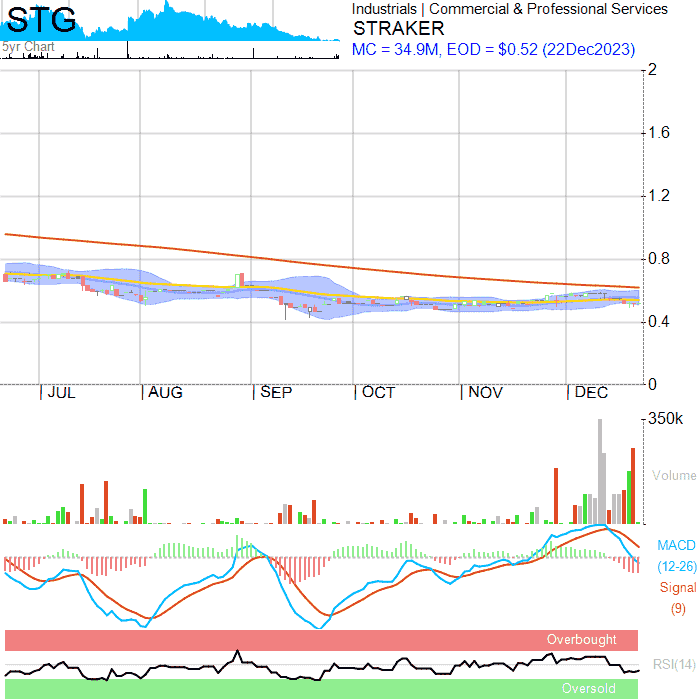 STG
5yr Chart
Industrials | Commercial & Professional Services
STRAKER
MC = 34.9M, EOD = $0.52 (22Dec2023)
2
1.6
1.2
0.8
0.4
0
JUL AUG SEP OCT NOV DEC
350k
Volume
MACD
(12-26)
Signal
(9)
Overbought
RSI(14)
Oversold